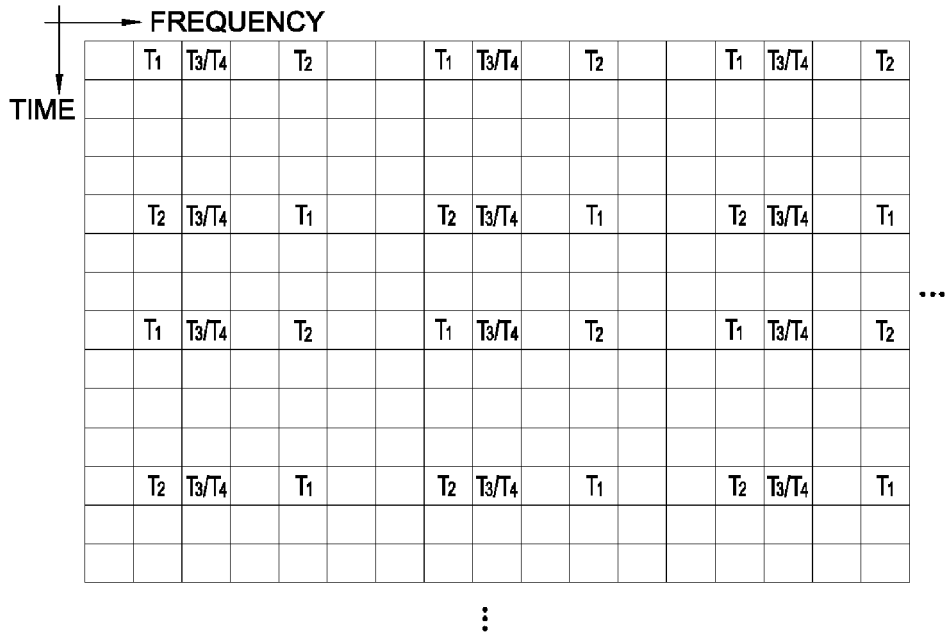 FREQUENCY
T1 T3/T4 T2 T1 T3/T4 T2 T1 T3/T4 T2
TIME
T2 T3/T4 T1 T2 T3/T4 T1 T2 T3/T4 T1
...
T1 T3/T4 T2 T1 T3/T4 T2 T1 T3/T4 T2
T2 T3/T4 T1 T2 T3/T4 T1 T2 T3/T4 T1
⋮